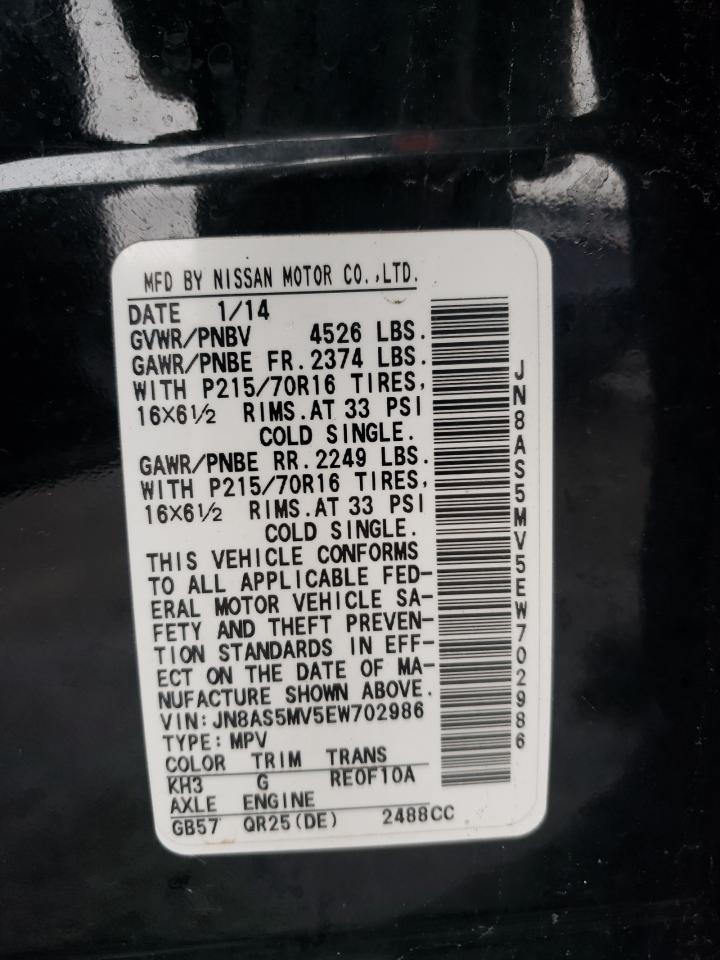 MFD BY NISSAN MOTOR CO.,LTD.
DATE 1/14
GVWR/PNBV 4526 LBS.
GAWR/PNBE FR.2374 LBS.
WITH P215/70R16 TIRES,
16X6½ RIMS.AT 33 PSI
COLD SINGLE.
GAWR/PNBE RR.2249 LBS.
WITH P215/70R16 TIRES,
16X6½ RIMS.AT 33 PSI
COLD SINGLE.
THIS VEHICLE CONFORMS
TO ALL APPLICABLE FED-
ERAL MOTOR VEHICLE SA-
FETY AND THEFT PREVEN-
TION STANDARDS IN EFF-
ECT ON THE DATE OF MA-
NUFACTURE SHOWN ABOVE.
VIN:JN8AS5MV5EW702986
TYPE:MPV
COLOR TRIM TRANS
KH3 G RE0F10A
AXLE ENGINE
GB57 QR25(DE) 2488CC
JN8AS5MV5EW702986